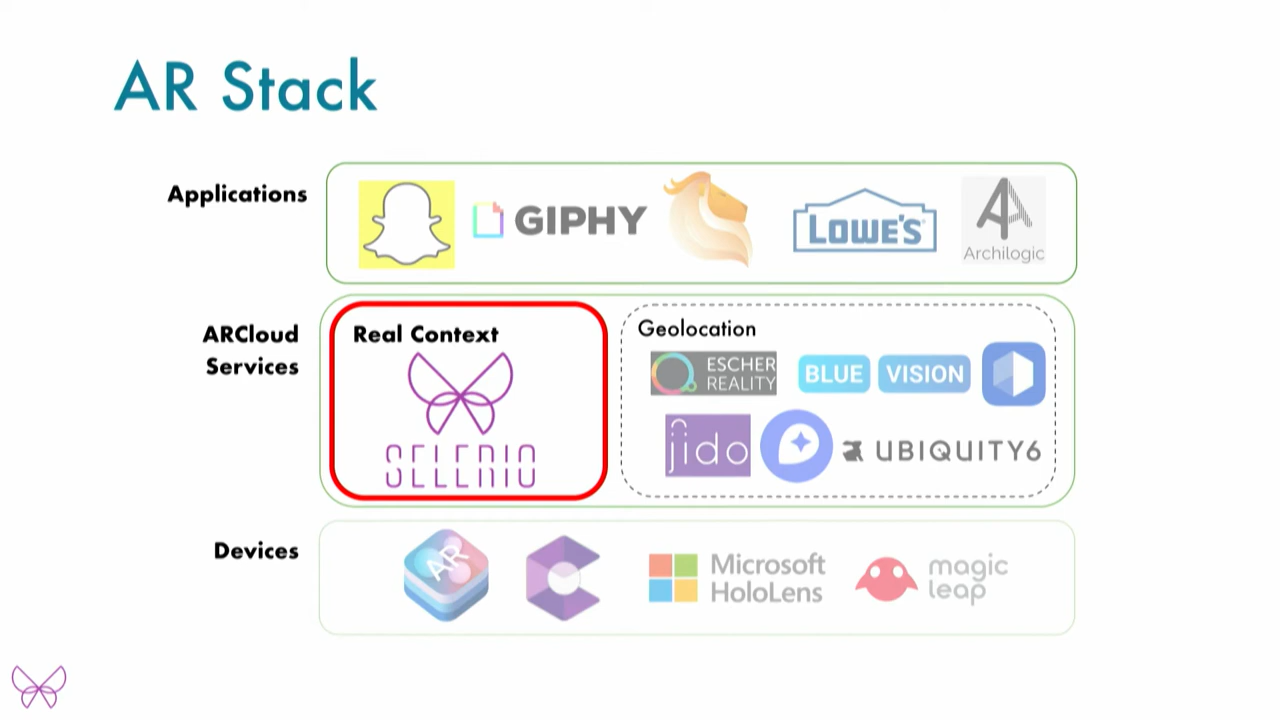 AR Stack
Applications
GIPHY
LOWE'S
Archilogic
ARCloud
Services
Real Context
SELERIO
Geolocation
ESCHER
REALITY
BLUE VISION
jido
UBIQUITY6
Devices
AR
Microsoft
HoloLens
magic
leap